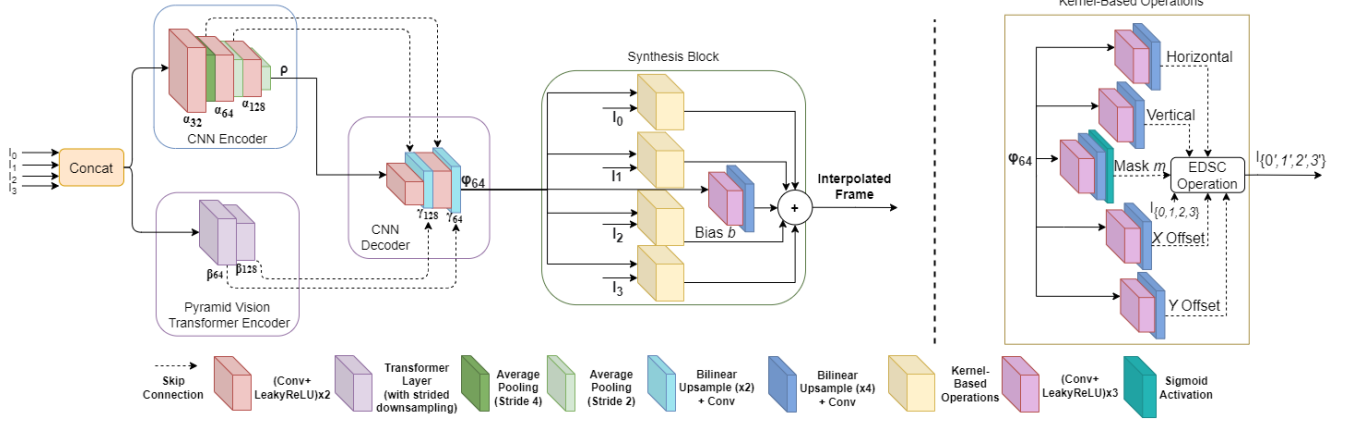 Kernel-Based Operations
I0
I1
I2
I3
Concat
α32
α64
α128
ρ
CNN Encoder
β64
β128
Pyramid Vision
Transformer Encoder
γ128
γ64
φ64
CNN
Decoder
Synthesis Block
I0
I1
I2
I3
Bias b
+
Interpolated
Frame
φ64
Horizontal
Vertical
Mask m
I{0,1,2,3}
X Offset
Y Offset
EDSC
Operation
I{0', 1', 2', 3'}
Skip
Connection
(Conv+
LeakyReLU)x2
Transformer
Layer
(with strided
downsampling)
Average
Pooling
(Stride 4)
Average
Pooling
(Stride 2)
Bilinear
Upsample (x2)
+ Conv
Bilinear
Upsample (x4)
+ Conv
Kernel-
Based
Operations
(Conv+
LeakyReLU)x3
Sigmoid
Activation